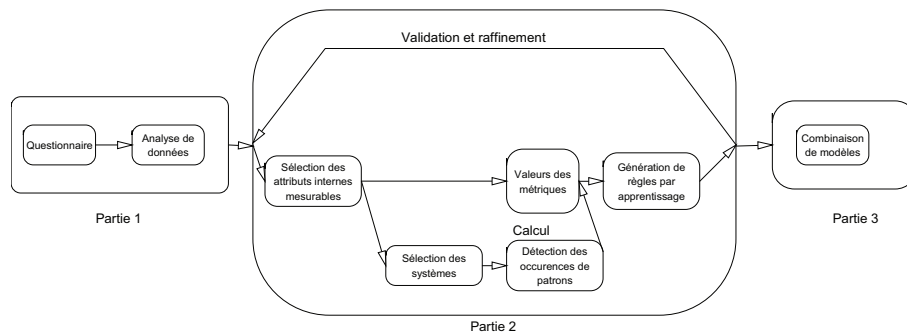 Validation et raffinement
Questionnaire
Analyse de
données
Partie 1
Sélection des
attributs internes
mesurables
Valeurs des
métriques
Génération de
règles par
apprentissage
Calcul
Sélection des
systèmes
Détection des
occurences de
patrons
Partie 2
Combinaison
de modèles
Partie 3